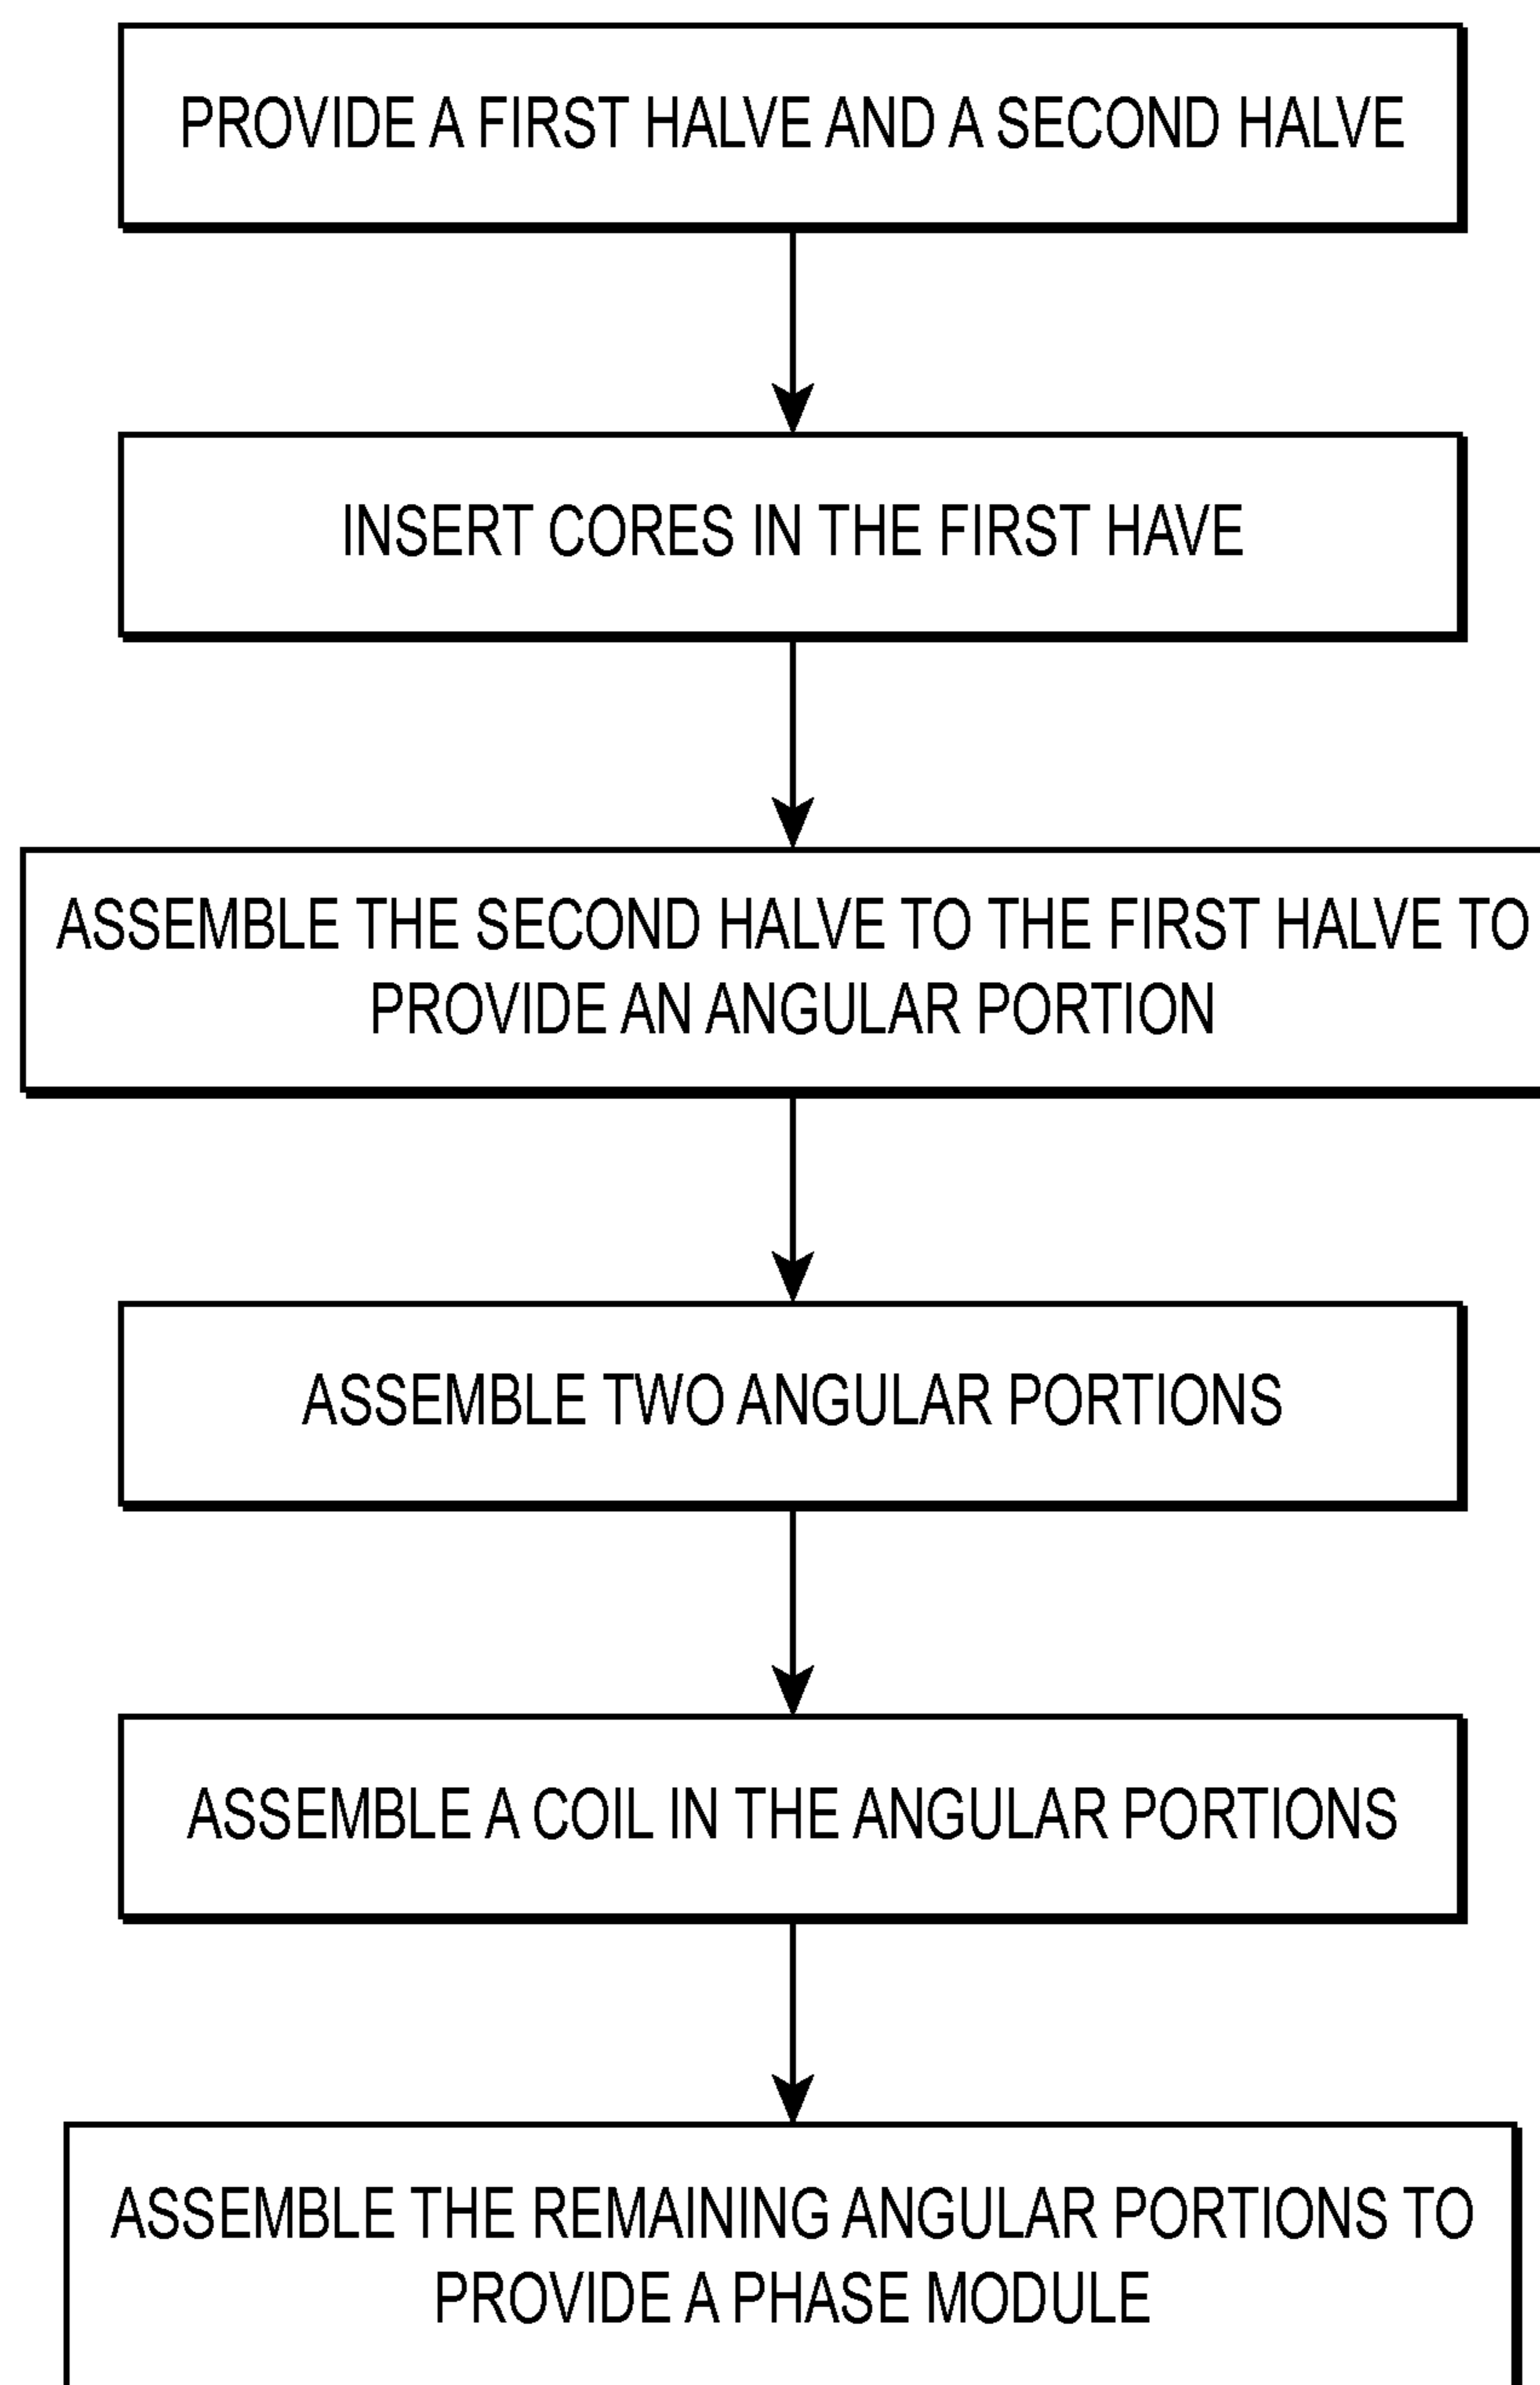 PROVIDE A FIRST HALVE AND A SECOND HALVE
INSERT CORES IN THE FIRST HAVE
ASSEMBLE THE SECOND HALVE TO THE FIRST HALVE TO
PROVIDE AN ANGULAR PORTION
ASSEMBLE TWO ANGULAR PORTIONS
ASSEMBLE A COIL IN THE ANGULAR PORTIONS
ASSEMBLE THE REMAINING ANGULAR PORTIONS TO
PROVIDE A PHASE MODULE